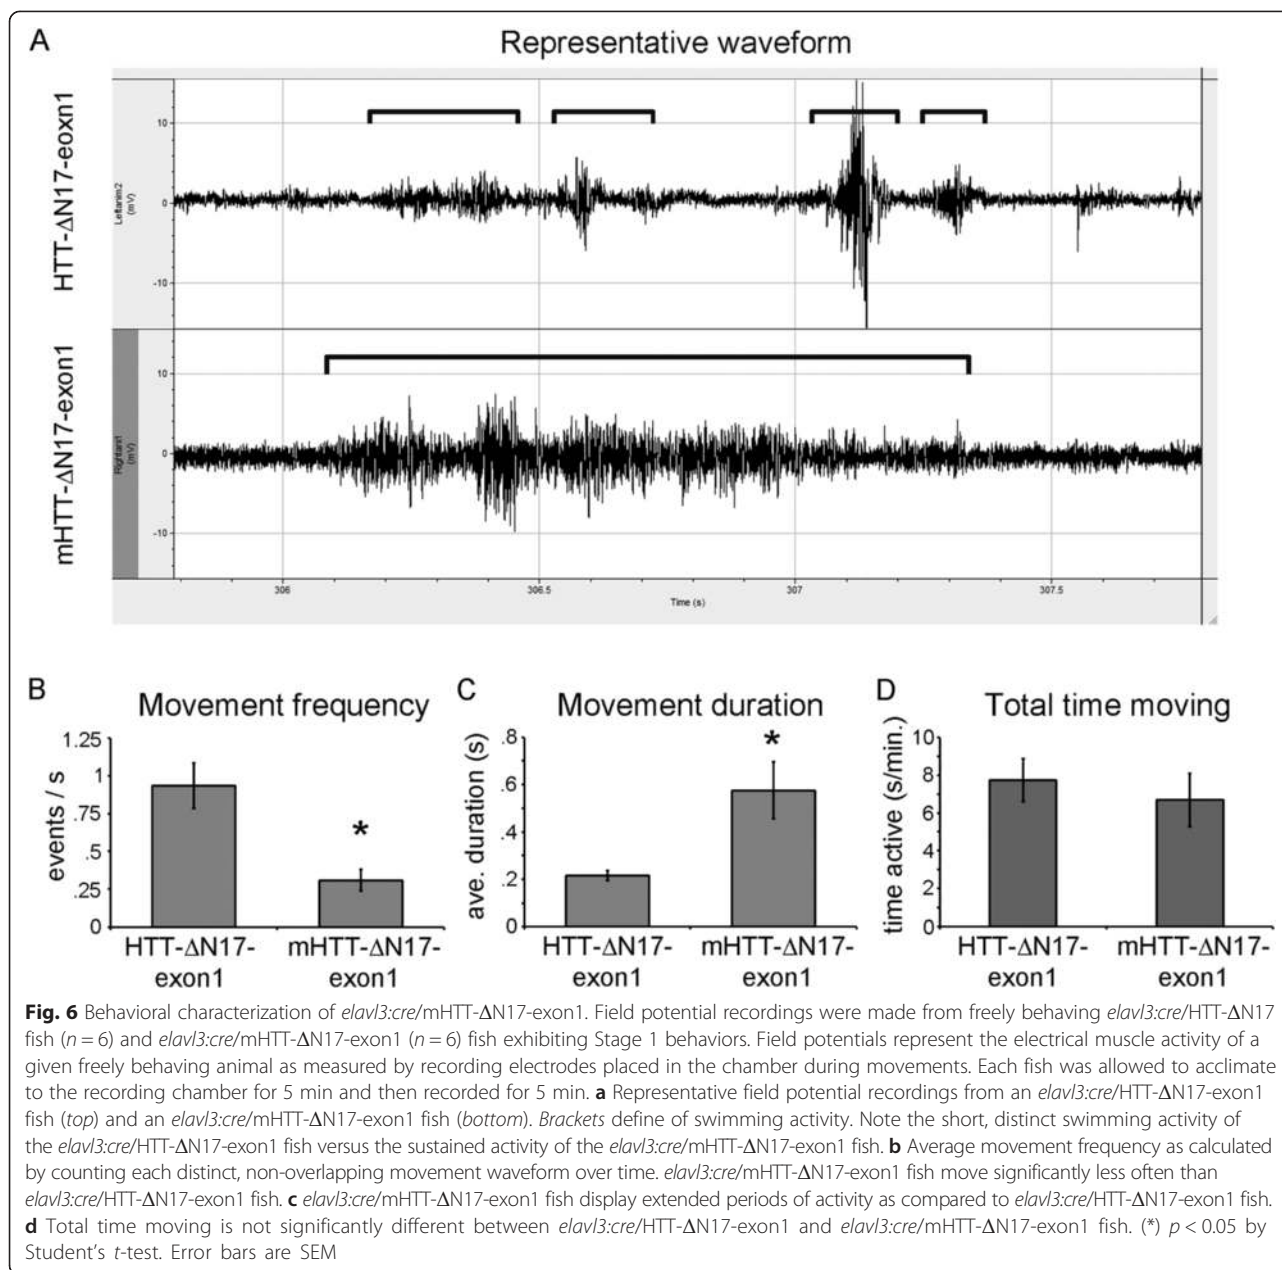 A
Representative waveform
HTT-ΔN17-eoxn1
Leftanim2
(mV)
10
0
-10
mHTT-ΔN17-exon1
Rightani1
(mV)
10
0
-10
306
306.5
307
307.5
Time (s)
B
Movement frequency
events / s
1.25
1
.75
.5
.25
0
*
HTT-ΔN17-
exon1
mHTT-ΔN17-
exon1
C
Movement duration
ave. duration (s)
.8
.6
.4
.2
0
*
HTT-ΔN17-
exon1
mHTT-ΔN17-
exon1
D
Total time moving
time active (s/min.)
10
8
6
4
2
0
HTT-ΔN17-
exon1
mHTT-ΔN17-
exon1
Fig. 6 Behavioral characterization of elavl3:cre/mHTT-ΔN17-exon1. Field potential recordings were made from freely behaving elavl3:cre/HTT-ΔN17
fish (n = 6) and elavl3:cre/mHTT-ΔN17-exon1 (n = 6) fish exhibiting Stage 1 behaviors. Field potentials represent the electrical muscle activity of a
given freely behaving animal as measured by recording electrodes placed in the chamber during movements. Each fish was allowed to acclimate
to the recording chamber for 5 min and then recorded for 5 min. a Representative field potential recordings from an elavl3:cre/HTT-ΔN17-exon1
fish (top) and an elavl3:cre/mHTT-ΔN17-exon1 fish (bottom). Brackets define of swimming activity. Note the short, distinct swimming activity of
the elavl3:cre/HTT-ΔN17-exon1 fish versus the sustained activity of the elavl3:cre/mHTT-ΔN17-exon1 fish. b Average movement frequency as calculated
by counting each distinct, non-overlapping movement waveform over time. elavl3:cre/mHTT-ΔN17-exon1 fish move significantly less often than
elavl3:cre/HTT-ΔN17-exon1 fish. c elavl3:cre/mHTT-ΔN17-exon1 fish display extended periods of activity as compared to elavl3:cre/HTT-ΔN17-exon1 fish.
d Total time moving is not significantly different between elavl3:cre/HTT-ΔN17-exon1 and elavl3:cre/mHTT-ΔN17-exon1 fish. (*) p < 0.05 by
Student's t-test. Error bars are SEM